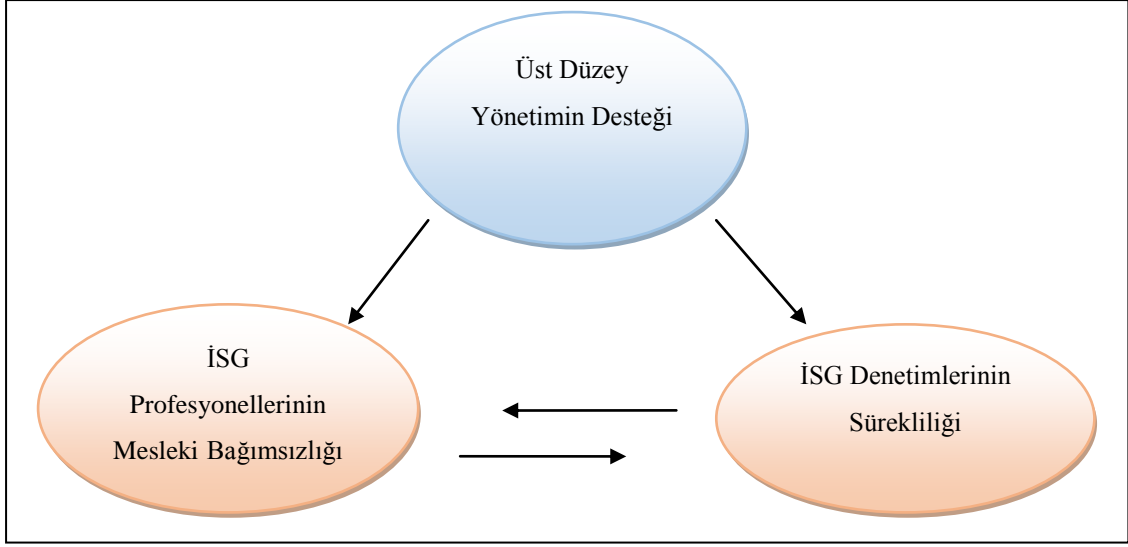 Üst Düzey
Yönetimin Desteği
İSG
Profesyonellerinin
Mesleki Bağımsızlığı
İSG Denetimlerinin
Sürekliliği